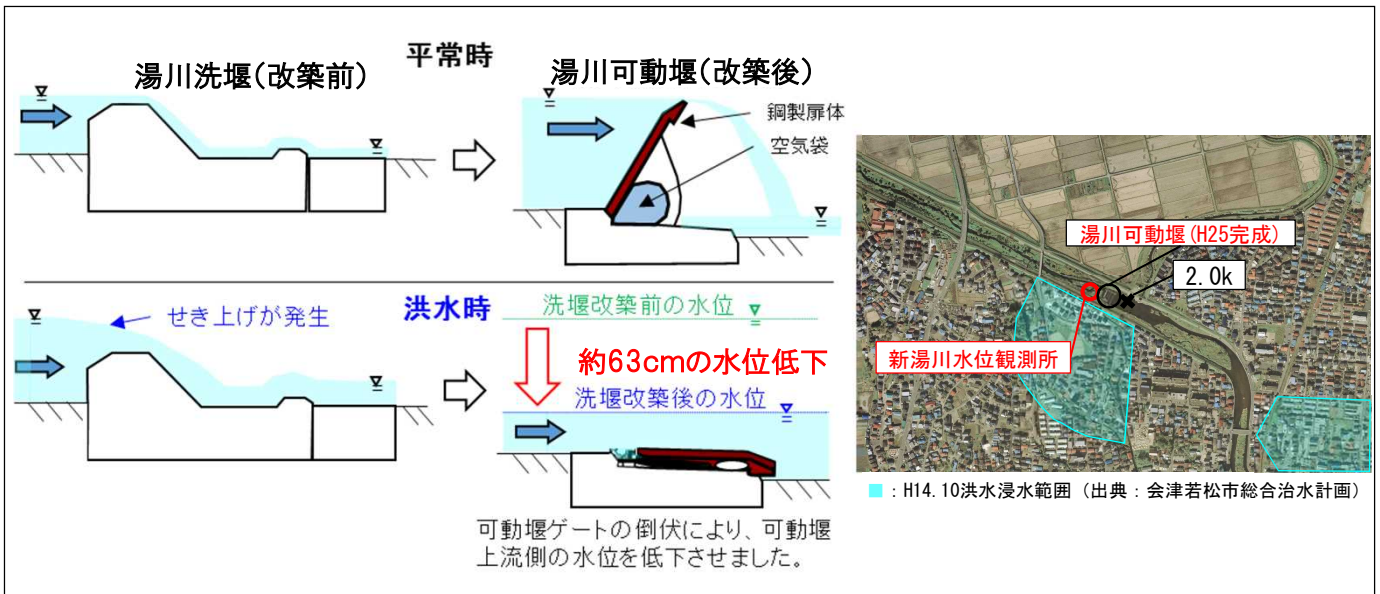 平常時
湯川洗堰(改築前)
湯川可動堰(改築後)
鋼製扉体
空気袋
洪水時
せき上げが発生
洗堰改築前の水位
約63cmの水位低下
洗堰改築後の水位
可動堰ゲートの倒伏により、可動堰
上流側の水位を低下させました。
湯川可動堰(H25完成)
2.0k
新湯川水位観測所
:H14.10洪水浸水範囲(出典:会津若松市総合治水計画)